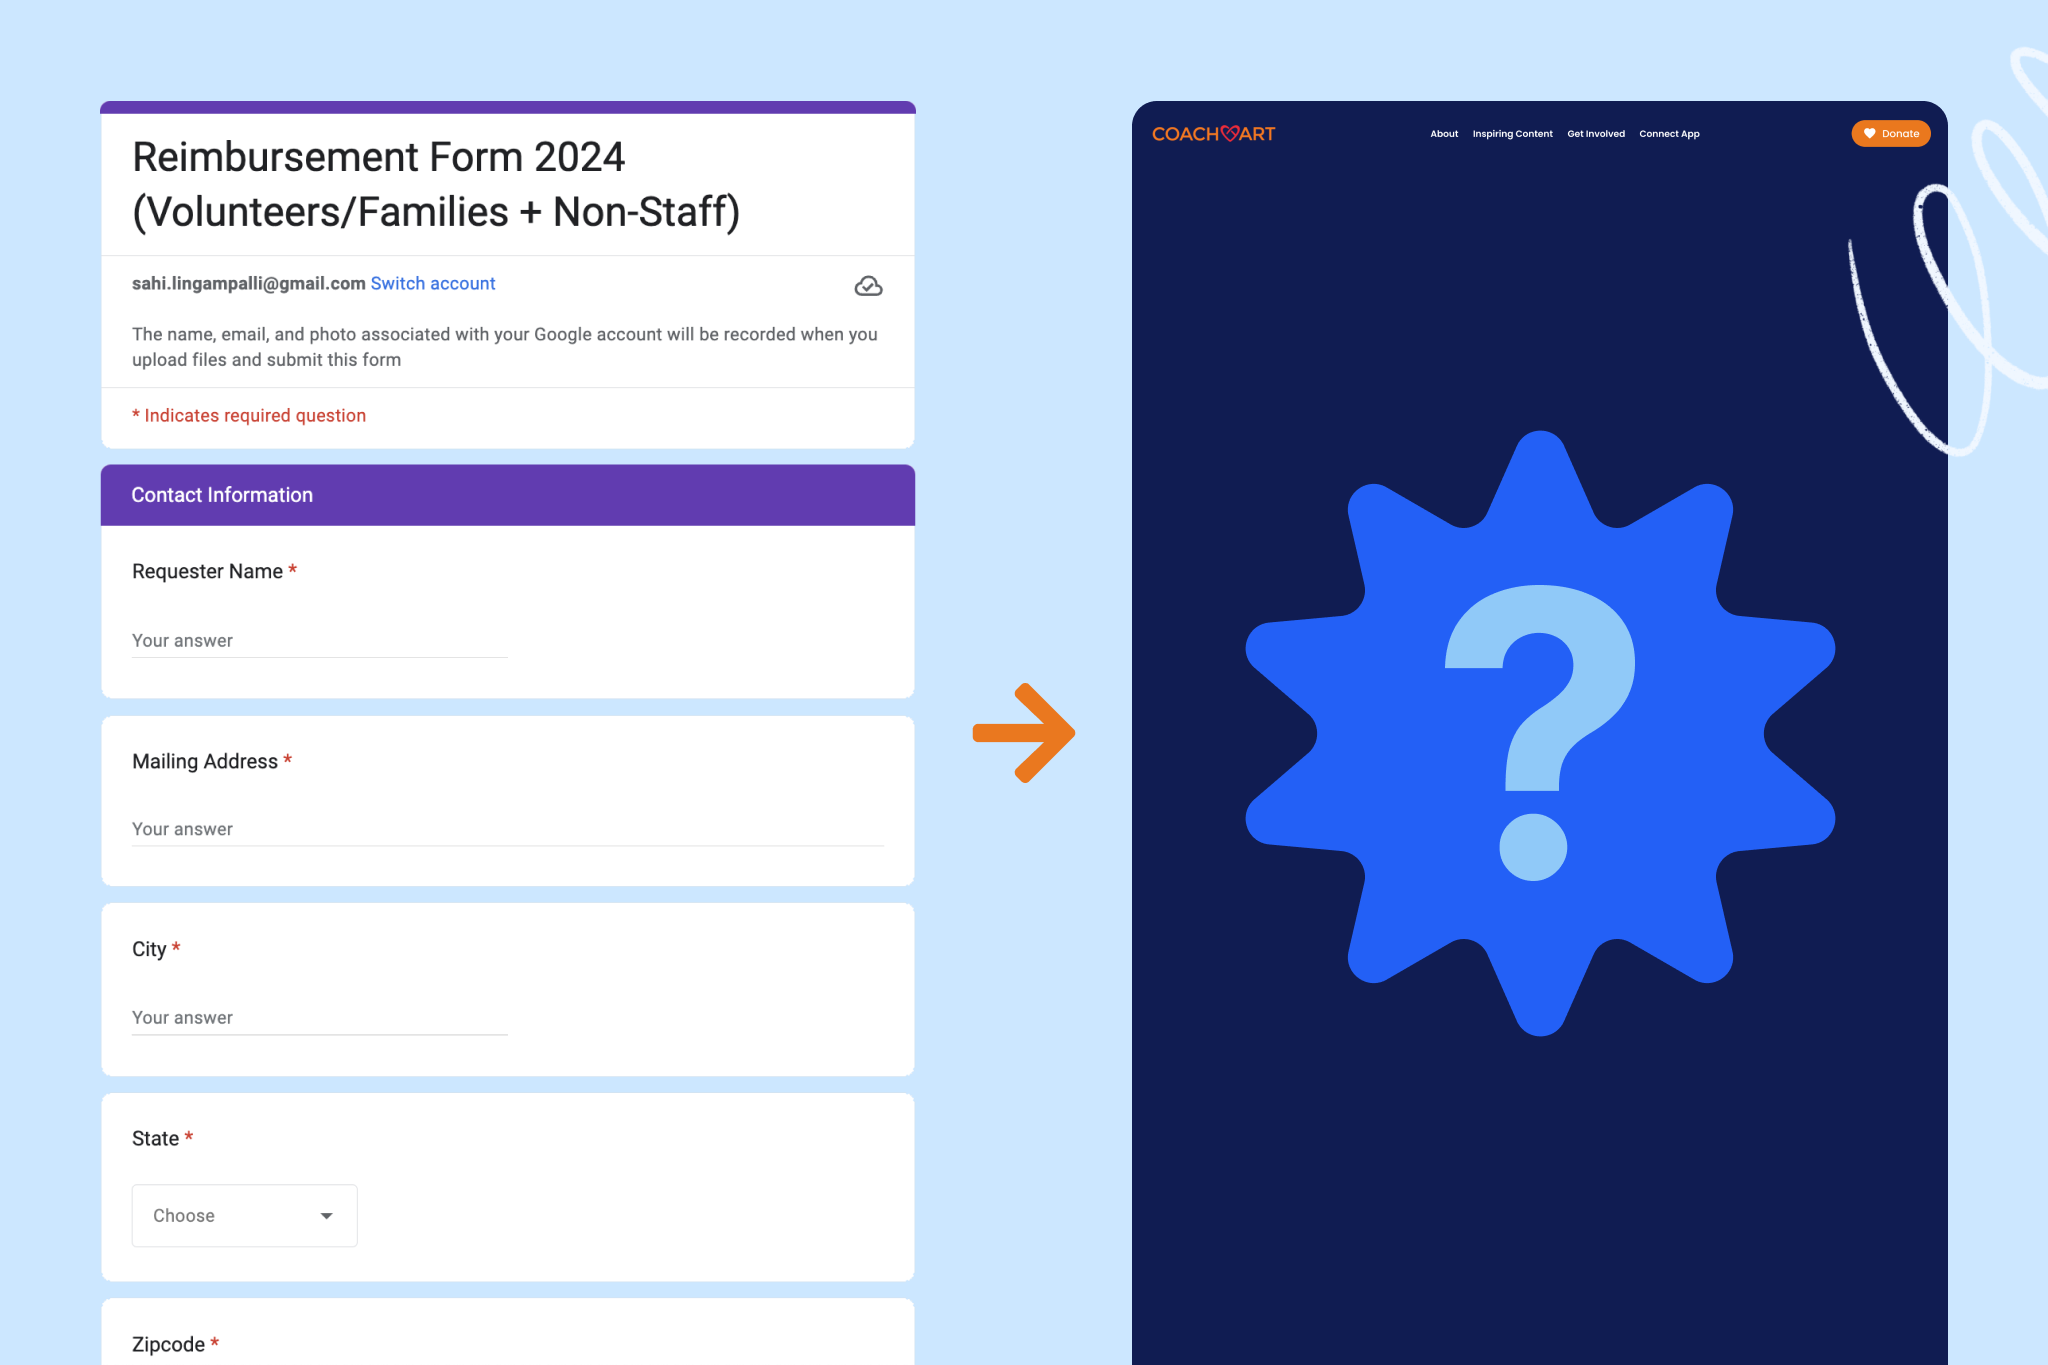 Reimbursement Form 2024
(Volunteers/Families + Non-Staff)
sahi.lingampalli@gmail.com Switch account
The name, email, and photo associated with your Google account will be recorded when you
upload files and submit this form
* Indicates required question
Contact Information
Requester Name *
Your answer
Mailing Address *
Your answer
City *
Your answer
State *
Choose
Zipcode *
COACH ART
About Inspiring Content Get Involved Connect App
Donate
?